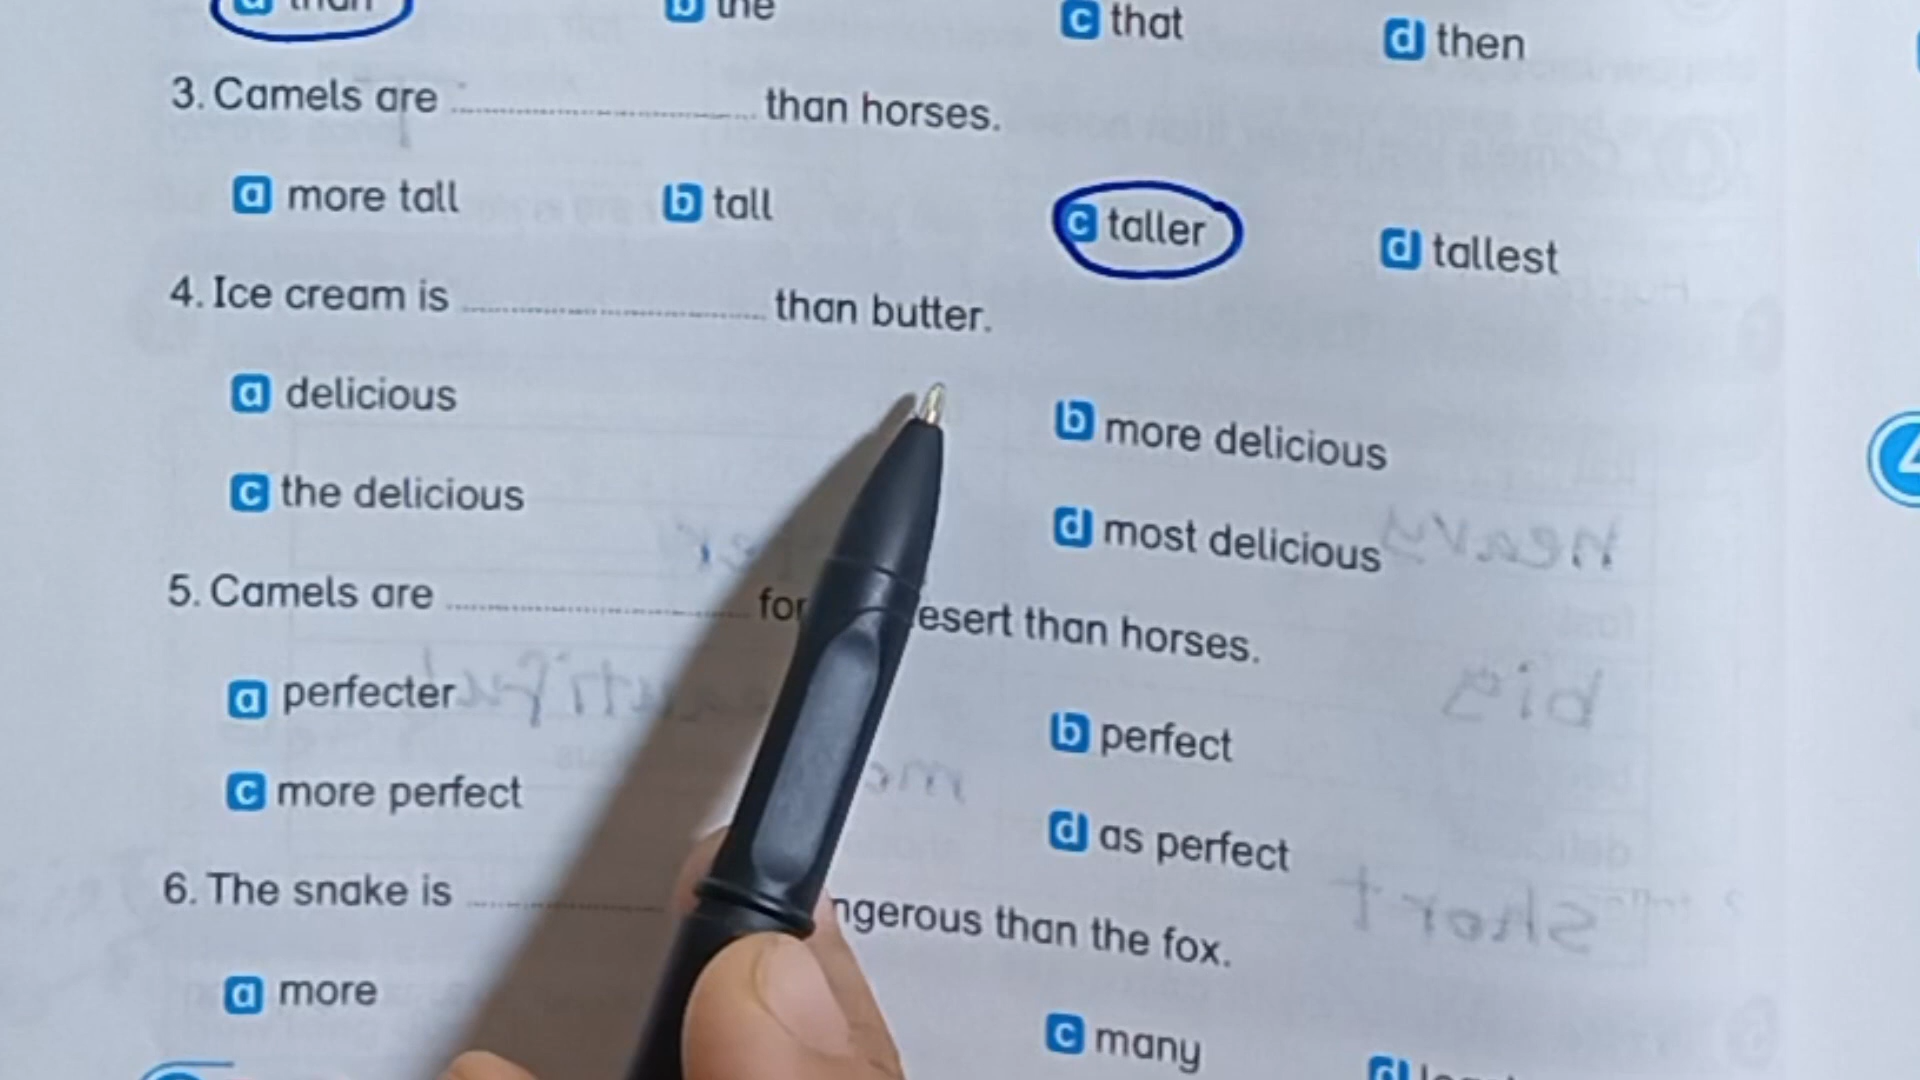 a than b the c that d then
3. Camels are ........ than horses.
a more tall b tall c taller d tallest
4. Ice cream is ........ than butter.
a delicious b more delicious
c the delicious d most delicious
5. Camels are ........ for esert than horses.
a perfecter b perfect
c more perfect d as perfect
6. The snake is ........ ngerous than the fox.
a more c many d